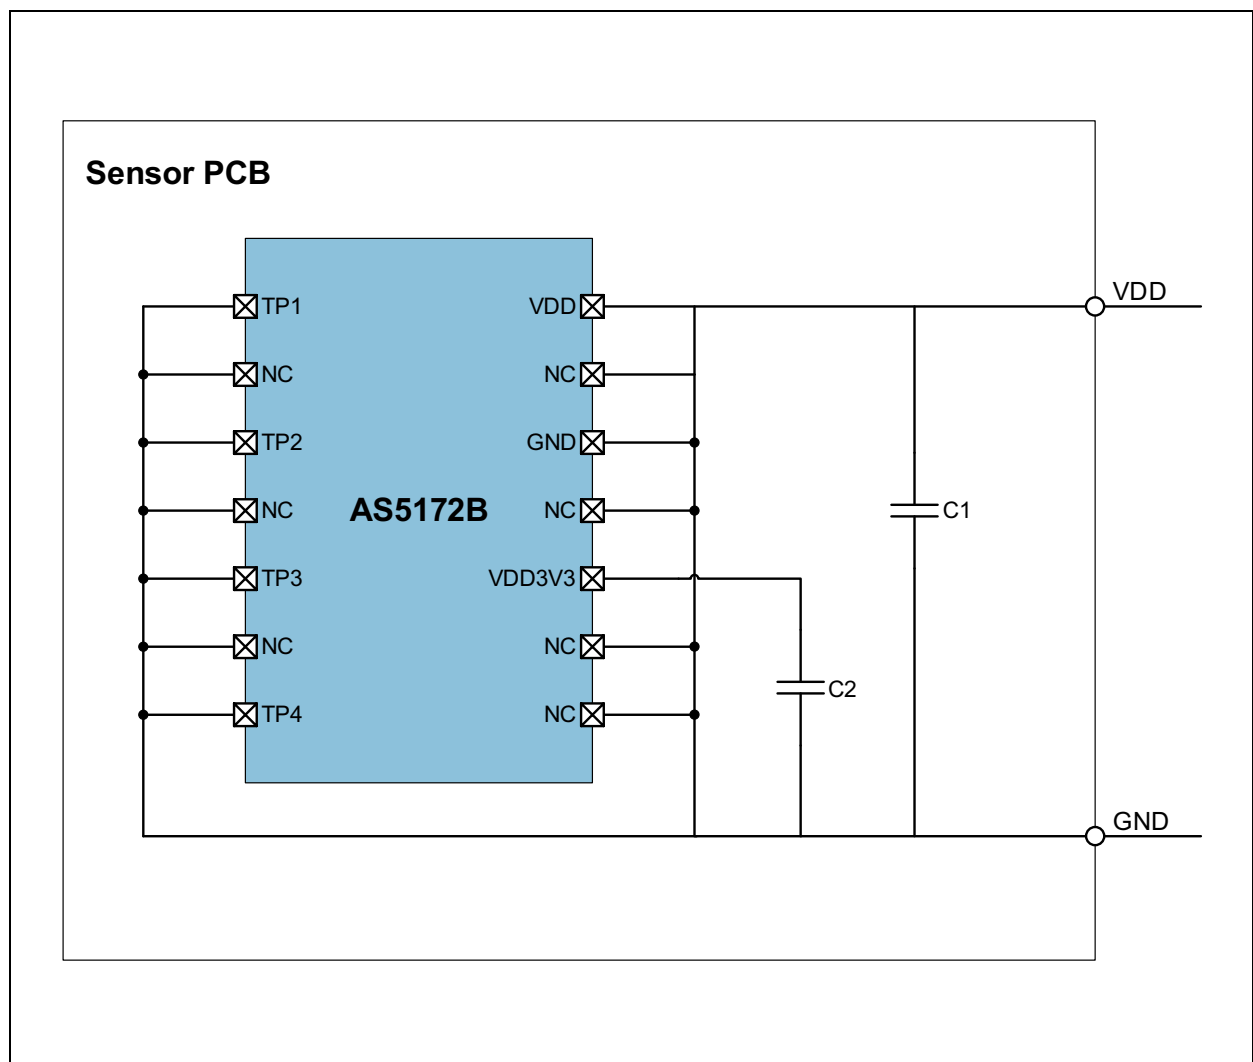 Sensor PCB
VDD
TP1 VDD
NC NC
TP2 GND
NC AS5172B NC C1
TP3 VDD3V3
NC NC
C2
TP4 NC
GND